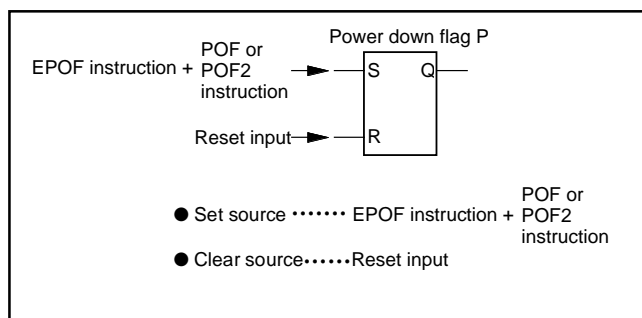 Power down flag P
EPOF instruction +
POF or
POF2
instruction
S
Q
Reset input
R
● Set source ······· EPOF instruction +
POF or
POF2
instruction
● Clear source······ Reset input